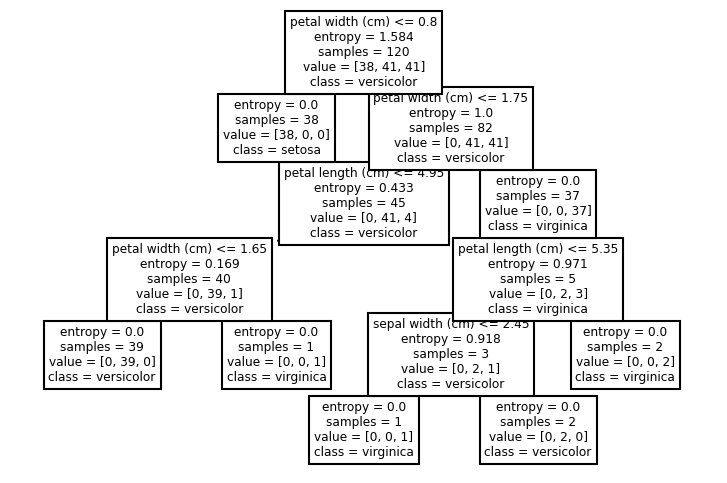 petal width (cm) <= 0.8
entropy = 1.584
samples = 120
value = [38, 41, 41]
class = versicolor
entropy = 0.0
samples = 38
value = [38, 0, 0]
class = setosa
petal width (cm) <= 1.75
entropy = 1.0
samples = 82
value = [0, 41, 41]
class = versicolor
petal length (cm) <= 4.95
entropy = 0.433
samples = 45
value = [0, 41, 4]
class = versicolor
entropy = 0.0
samples = 37
value = [0, 0, 37]
class = virginica
petal width (cm) <= 1.65
entropy = 0.169
samples = 40
value = [0, 39, 1]
class = versicolor
petal length (cm) <= 5.35
entropy = 0.971
samples = 5
value = [0, 2, 3]
class = virginica
entropy = 0.0
samples = 39
value = [0, 39, 0]
class = versicolor
entropy = 0.0
samples = 1
value = [0, 0, 1]
class = virginica
sepal width (cm) <= 2.45
entropy = 0.918
samples = 3
value = [0, 2, 1]
class = versicolor
entropy = 0.0
samples = 2
value = [0, 0, 2]
class = virginica
entropy = 0.0
samples = 1
value = [0, 0, 1]
class = virginica
entropy = 0.0
samples = 2
value = [0, 2, 0]
class = versicolor